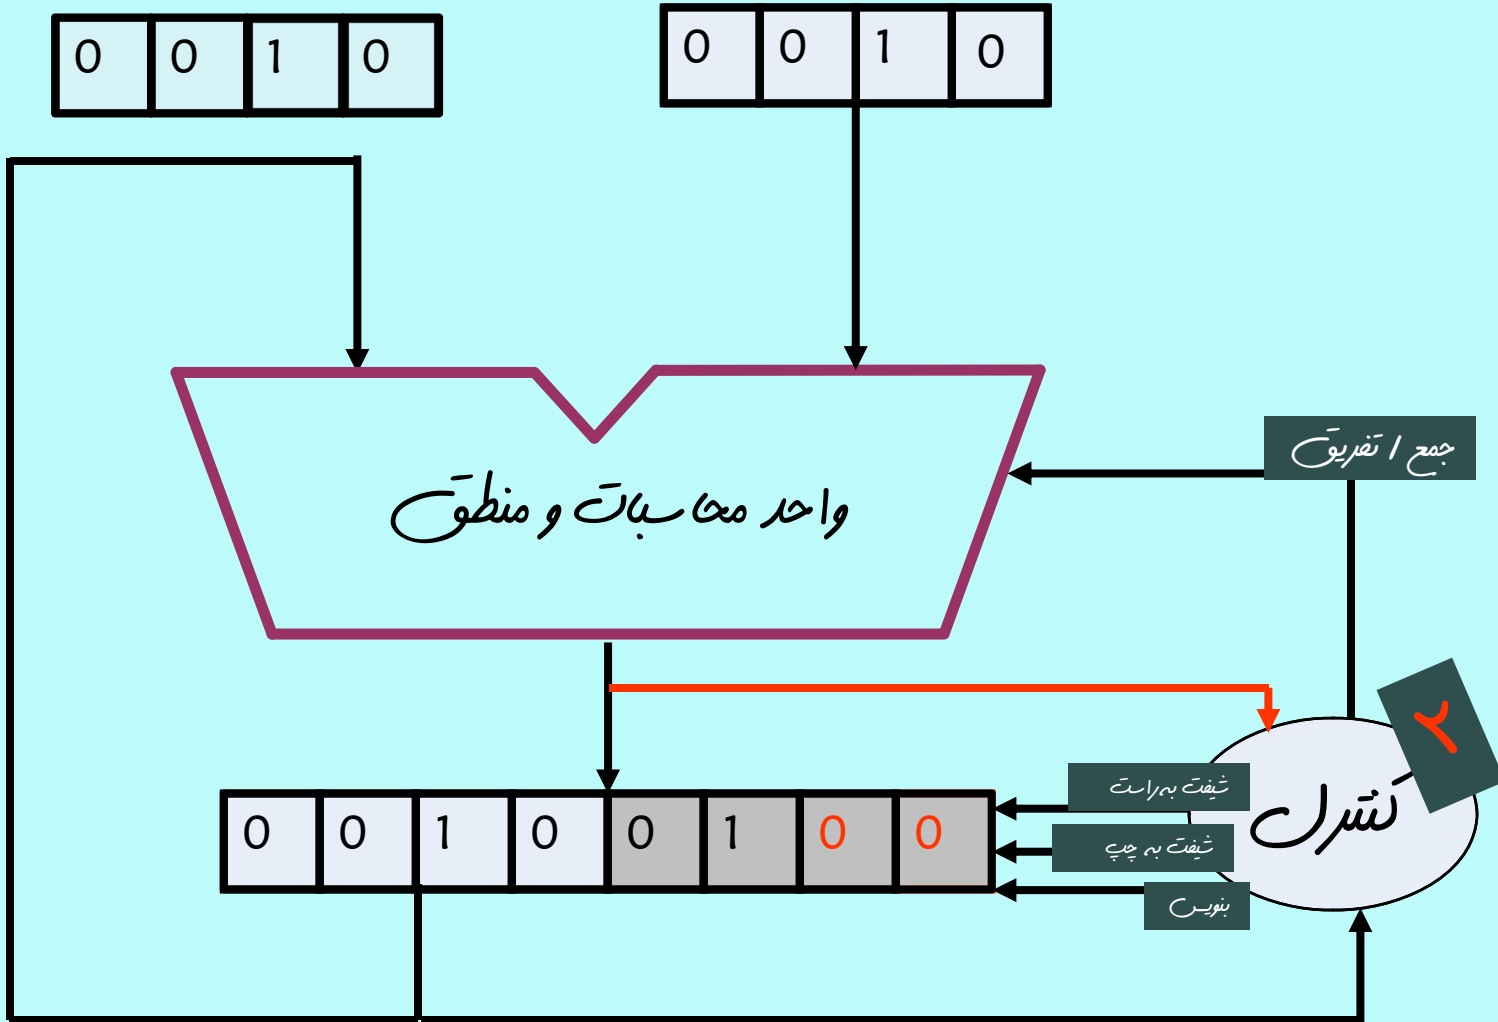 0 0 1 0
0 0 1 0
جمع / تفریق
واحد محاسبات و منطق
۲
کنترل
شیفت به راست
شیفت به چپ
بنویس
0 0 1 0 0 1 0 0